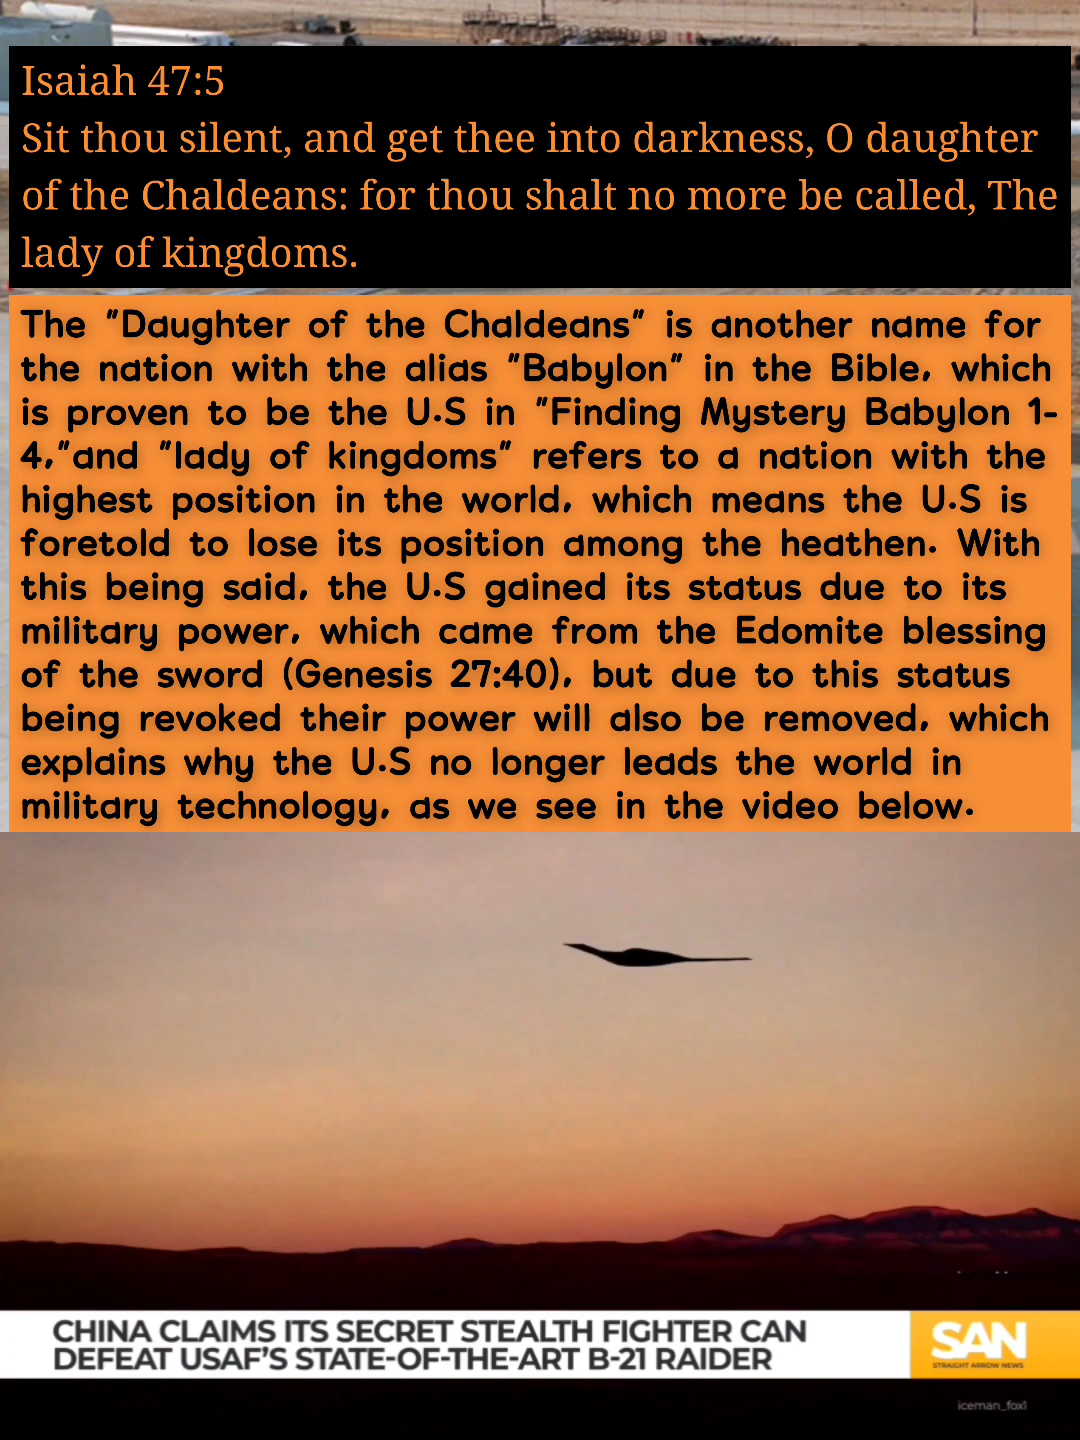 Isaiah 47:5
Sit thou silent, and get thee into darkness, O daughter
of the Chaldeans: for thou shalt no more be called, The
lady of kingdoms.
The "Daughter of the Chaldeans" is another name for
the nation with the alias "Babylon" in the Bible, which
is proven to be the U.S in "Finding Mystery Babylon 1-
4,"and "lady of kingdoms" refers to a nation with the
highest position in the world, which means the U.S is
foretold to lose its position among the heathen. With
this being said, the U.S gained its status due to its
military power, which came from the Edomite blessing
of the sword (Genesis 27:40), but due to this status
being revoked their power will also be removed, which
explains why the U.S no longer leads the world in
military technology, as we see in the video below.
CHINA CLAIMS ITS SECRET STEALTH FIGHTER CAN
DEFEAT USAF'S STATE-OF-THE-ART B-21 RAIDER
SAN
STRAIGHT ARROW NEWS
iceman_fox1